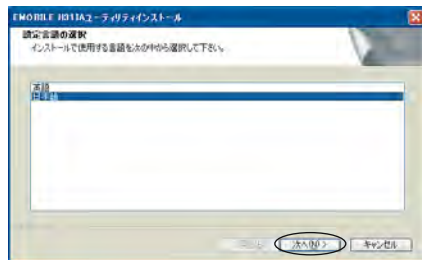 EMOBILE H11HAユーティリティインストール
設定言語の選択
インストールで使用する言語を次の中から選択して下さい。
英語
日本語
次へ(N) >
キャンセル